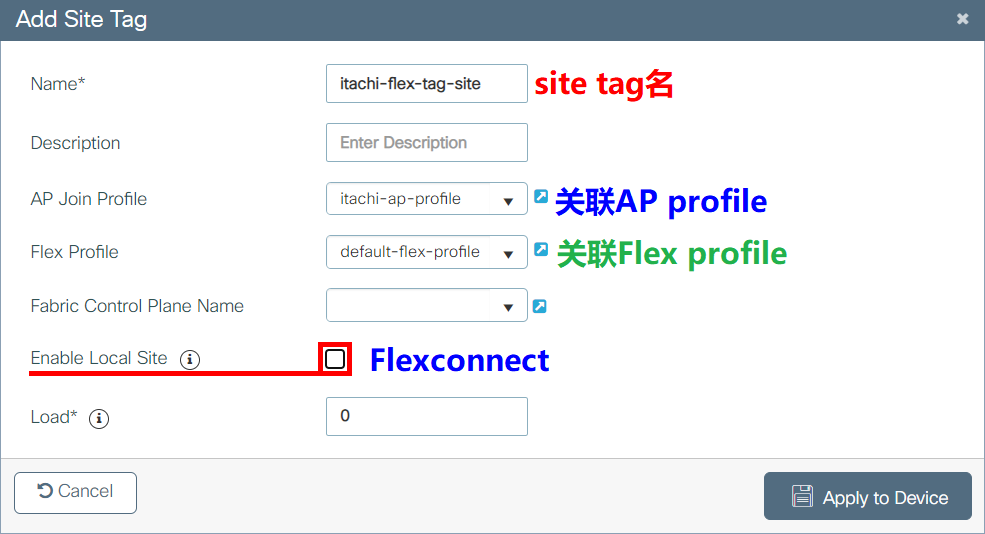 Add Site Tag
Name* itachi-flex-tag-site site tag名
Description Enter Description
AP Join Profile itachi-ap-profile 关联AP profile
Flex Profile default-flex-profile 关联Flex profile
Fabric Control Plane Name
Enable Local Site Flexconnect
Load* 0
Cancel Apply to Device